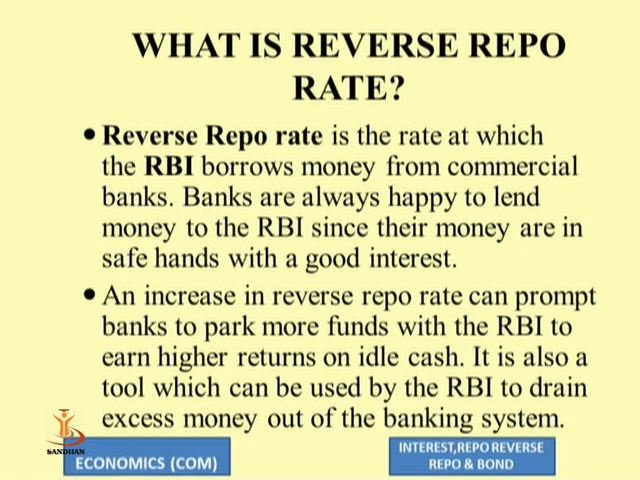 WHAT IS REVERSE REPO
RATE?
• Reverse Repo rate is the rate at which
the RBI borrows money from commercial
banks. Banks are always happy to lend
money to the RBI since their money are in
safe hands with a good interest.
• An increase in reverse repo rate can prompt
banks to park more funds with the RBI to
earn higher returns on idle cash. It is also a
tool which can be used by the RBI to drain
excess money out of the banking system.
SANDHAN
ECONOMICS (COM)
INTEREST,REPO REVERSE
REPO & BOND